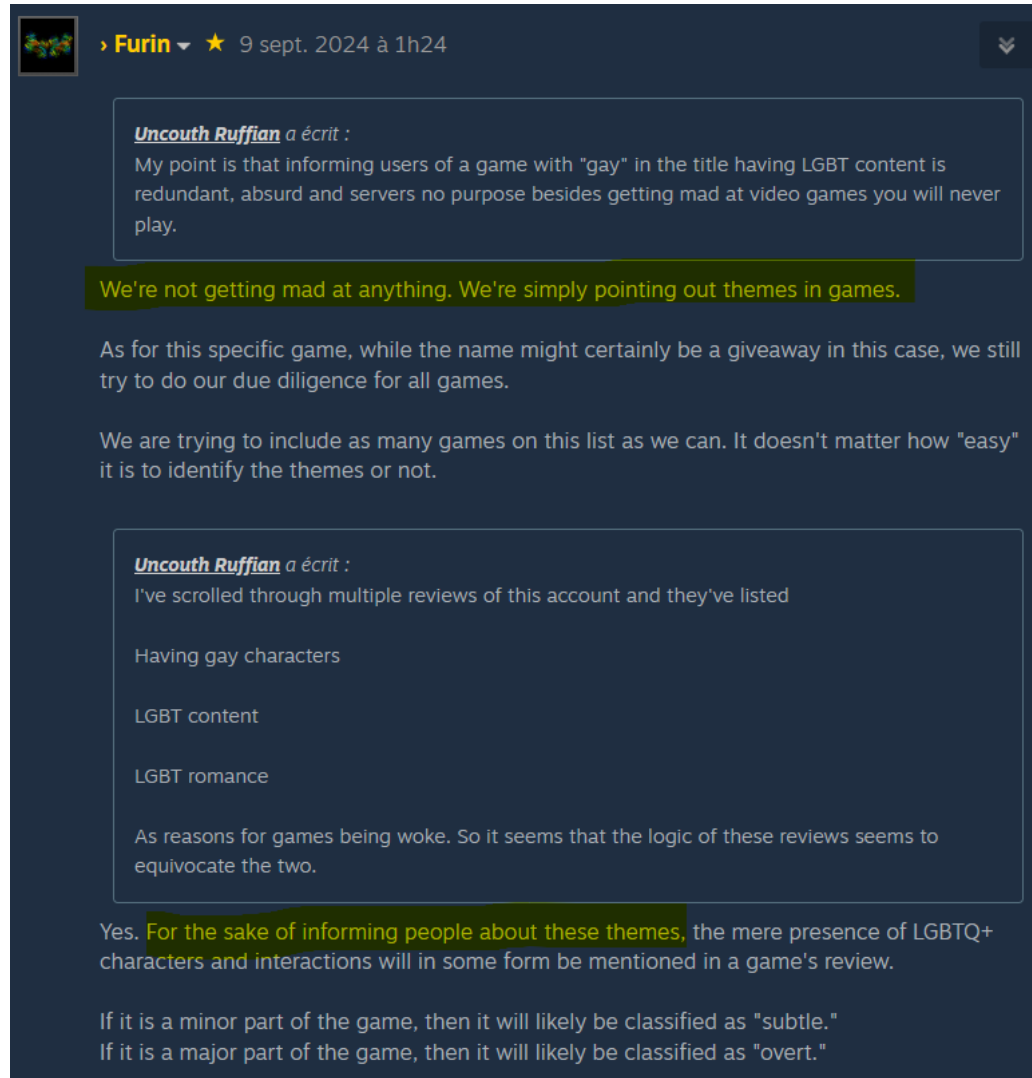 › Furin ★ 9 sept. 2024 à 1h24
Uncouth Ruffian a écrit :
My point is that informing users of a game with "gay" in the title having LGBT content is
redundant, absurd and servers no purpose besides getting mad at video games you will never
play.
We're not getting mad at anything. We're simply pointing out themes in games.
As for this specific game, while the name might certainly be a giveaway in this case, we still
try to do our due diligence for all games.
We are trying to include as many games on this list as we can. It doesn't matter how "easy"
it is to identify the themes or not.
Uncouth Ruffian a écrit :
I've scrolled through multiple reviews of this account and they've listed
Having gay characters
LGBT content
LGBT romance
As reasons for games being woke. So it seems that the logic of these reviews seems to
equivocate the two.
Yes. For the sake of informing people about these themes, the mere presence of LGBTQ+
characters and interactions will in some form be mentioned in a game's review.
If it is a minor part of the game, then it will likely be classified as "subtle."
If it is a major part of the game, then it will likely be classified as "overt."